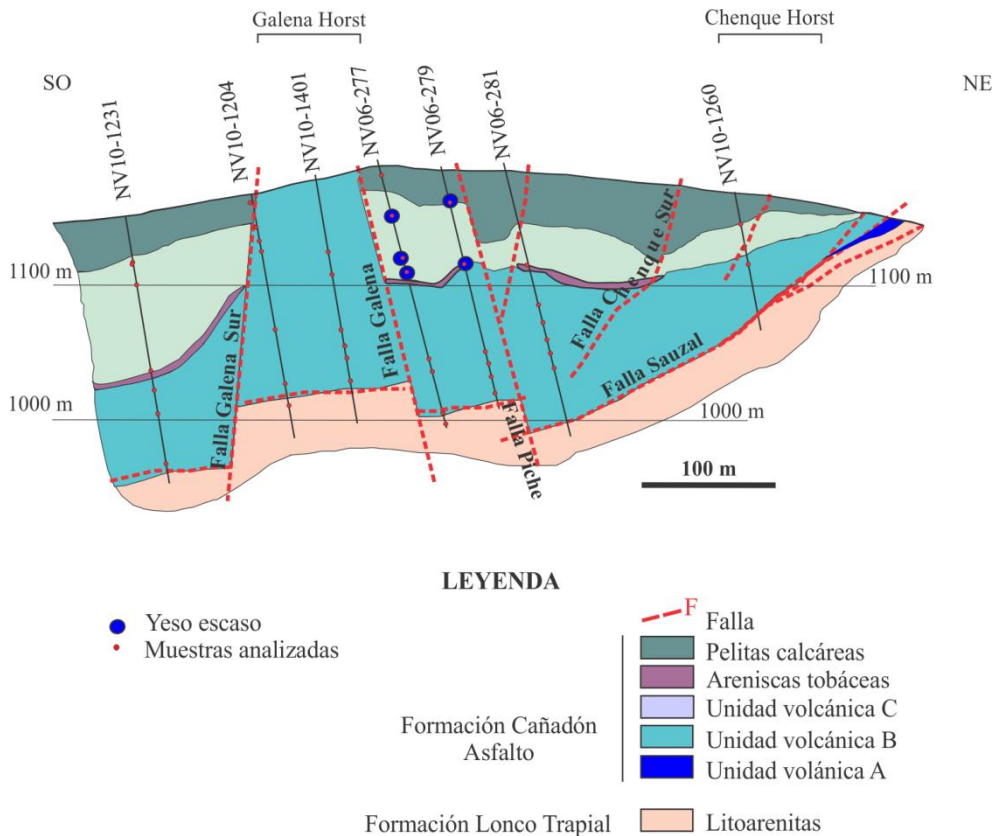 Galena Horst
Chenque Horst
SO
NE
NV10-1231
NV10-1204
NV10-1401
NV06-277
NV06-279
NV06-281
NV10-1260
1100 m
1100 m
1000 m
1000 m
Falla Galena Sur
Falla Galena
Falla Piche
Falla Chenque Sur
Falla Sauzal
100 m
LEYENDA
Yeso escaso
Muestras analizadas
F
Falla
Pelitas calcáreas
Areniscas tobáceas
Unidad volcánica C
Unidad volcánica B
Unidad volánica A
Formación Cañadón
Asfalto
Formación Lonco Trapial
Litoarenitas